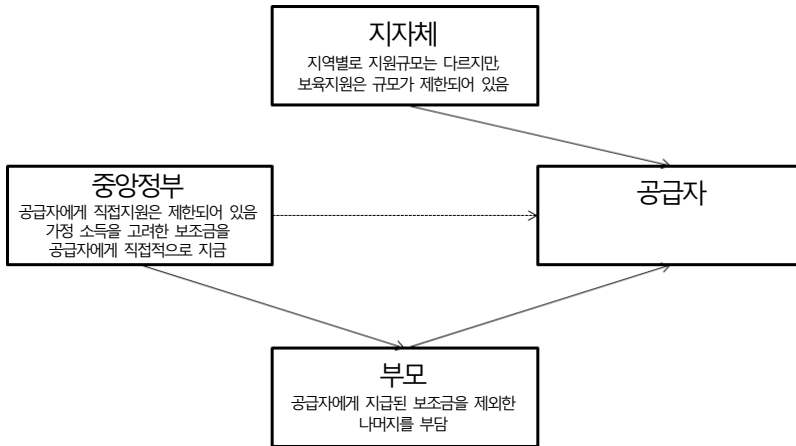 지자체
지역별로 지원규모는 다르지만,
보육지원은 규모가 제한되어 있음
중앙정부
공급자에게 직접지원은 제한되어 있음
가정 소득을 고려한 보조금을
공급자에게 직접적으로 지금
공급자
부모
공급자에게 지급된 보조금을 제외한
나머지를 부담